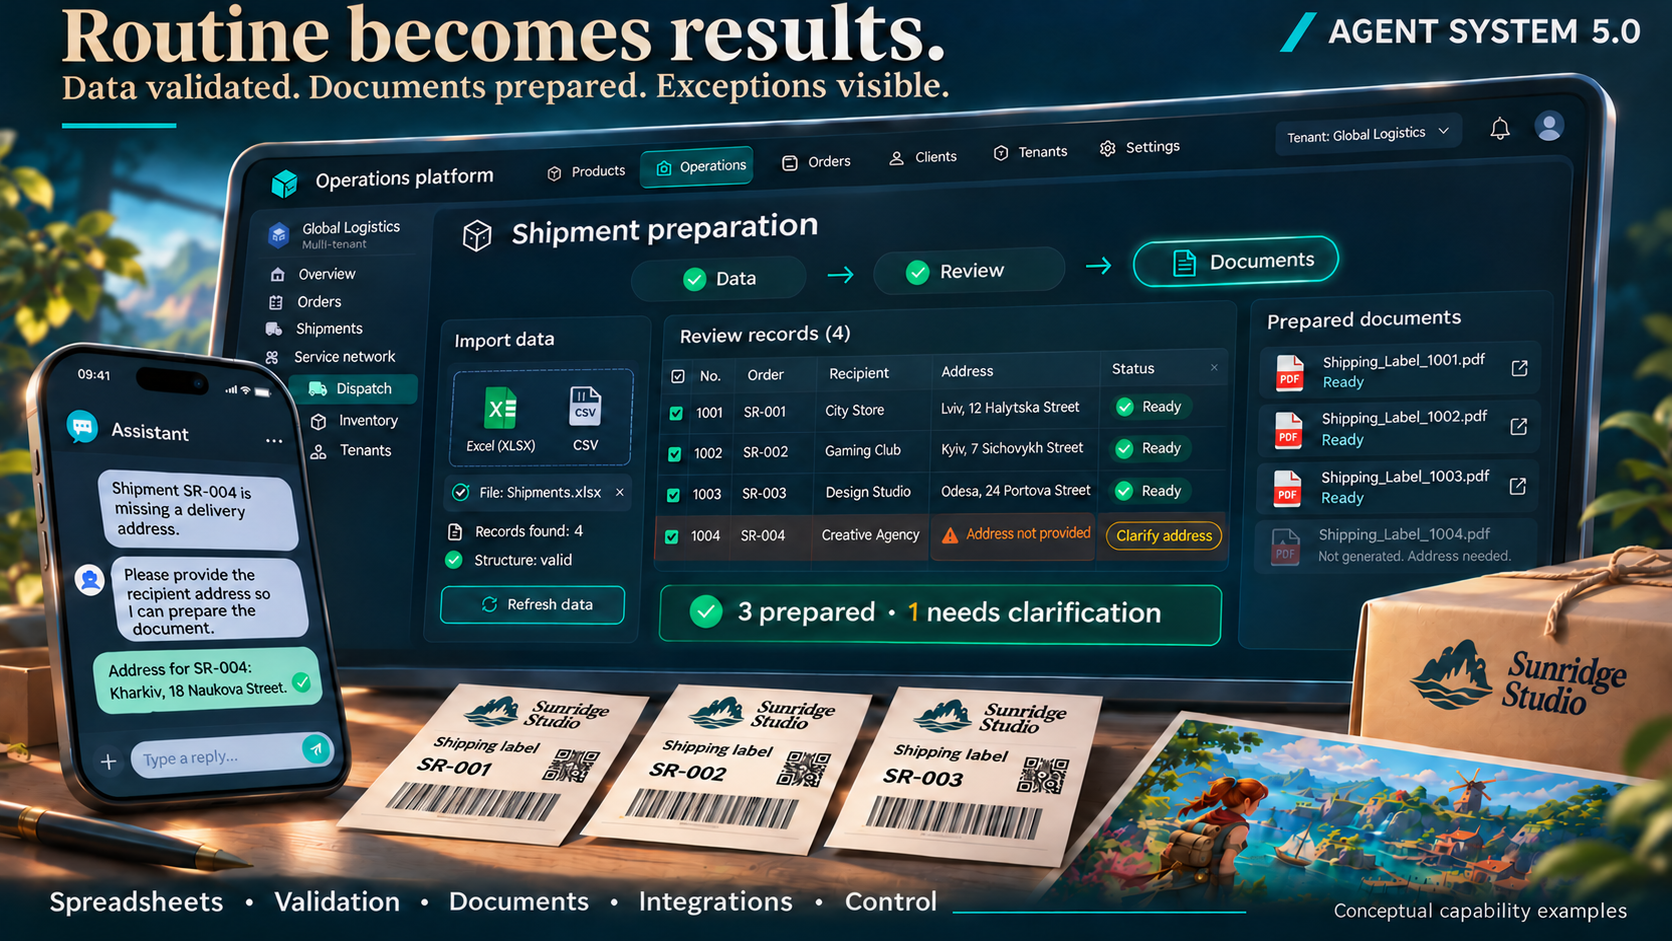 Routine becomes results.
Data validated. Documents prepared. Exceptions visible.
AGENT SYSTEM 5.0
Operations platform
Products
Operations
Orders
Clients
Tenants
Settings
Tenant: Global Logistics
Global Logistics
Multi-tenant
Overview
Orders
Shipments
Service network
Dispatch
Inventory
Tenants
Shipment preparation
Data
Review
Documents
Import data
Excel (XLSX)
CSV
CSV
File: Shipments.xlsx
Records found: 4
Structure: valid
Refresh data
Review records (4)
No. Order Recipient Address Status
1001 SR-001 City Store Lviv, 12 Halytska Street Ready
1002 SR-002 Gaming Club Kyiv, 7 Sichovykh Street Ready
1003 SR-003 Design Studio Odesa, 24 Portova Street Ready
1004 SR-004 Creative Agency Address not provided Clarify address
3 prepared • 1 needs clarification
Prepared documents
PDF
Shipping_Label_1001.pdf
Ready
PDF
Shipping_Label_1002.pdf
Ready
PDF
Shipping_Label_1003.pdf
Ready
PDF
Shipping_Label_1004.pdf
Not generated. Address needed.
09:41
Assistant
Shipment SR-004 is
missing a delivery
address.
Please provide the
recipient address so
I can prepare the
document.
Address for SR-004:
Kharkiv, 18 Naukova Street.
Type a reply...
Sunridge
Studio
Shipping label
SR-001
Sunridge
Studio
Shipping label
SR-002
Sunridge
Studio
Shipping label
SR-003
Sunridge
Studio
Spreadsheets • Validation • Documents • Integrations • Control
Conceptual capability examples